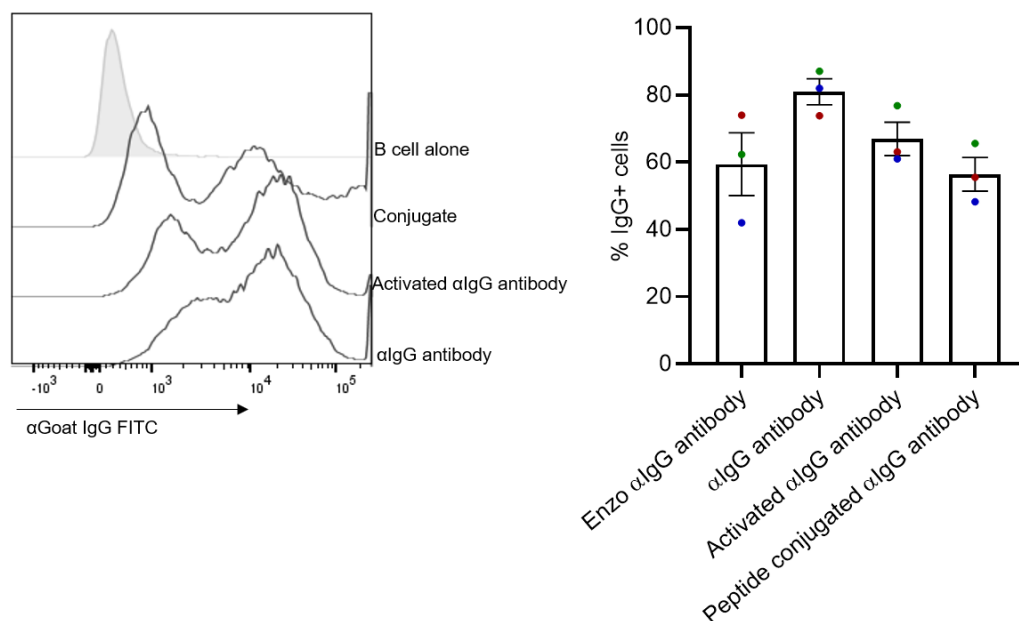 B cell alone
Conjugate
Activated αIgG antibody
αIgG antibody
-10³ 0 10³ 10⁴ 10⁵
αGoat IgG FITC
% IgG+ cells
100
80
60
40
20
0
Enzo αIgG antibody
αIgG antibody
Activated αIgG antibody
Peptide conjugated αIgG antibody